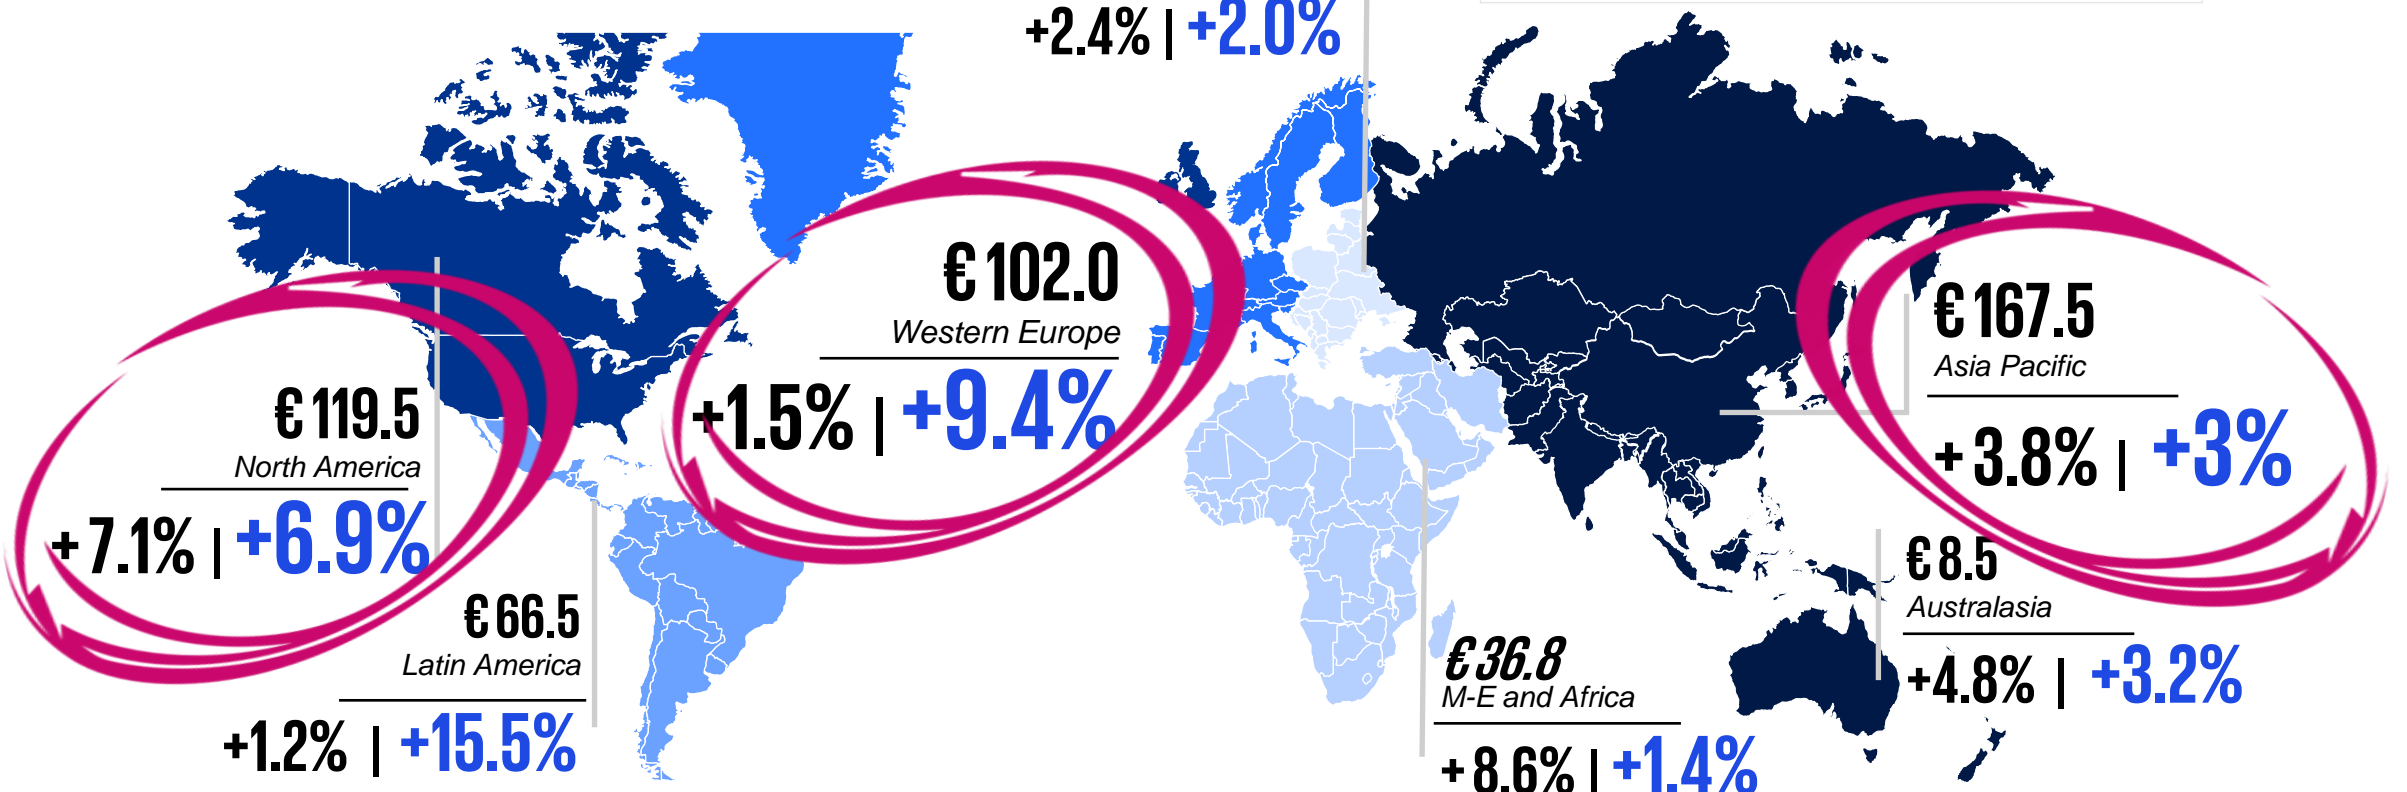 +2.4% | +2.0%
€ 102.0
Western Europe
+1.5% | +9.4%
€ 167.5
Asia Pacific
+ 3.8% | +3%
€ 119.5
North America
+ 7.1% | +6.9%
€ 8.5
Australasia
+4.8% | +3.2%
€ 66.5
Latin America
+1.2% | +15.5%
€ 36.8
M-E and Africa
+ 8.6% | +1.4%